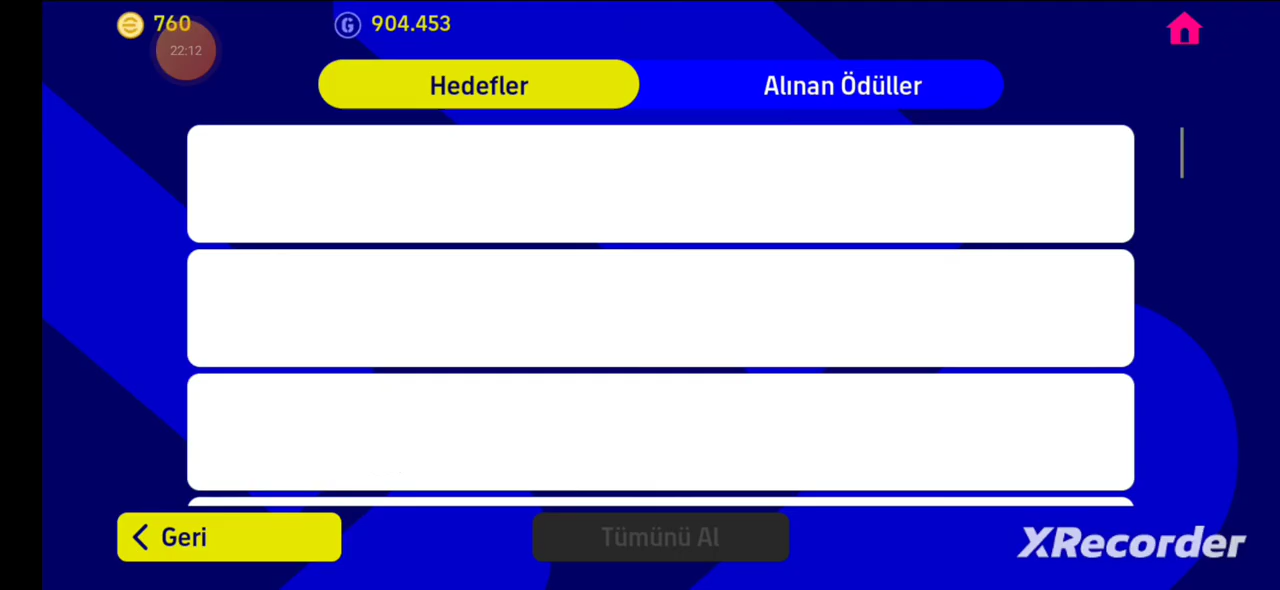 760
904.453
22:12
Hedefler
Alınan Ödüller
Geri
Tümünü Al
XRecorder